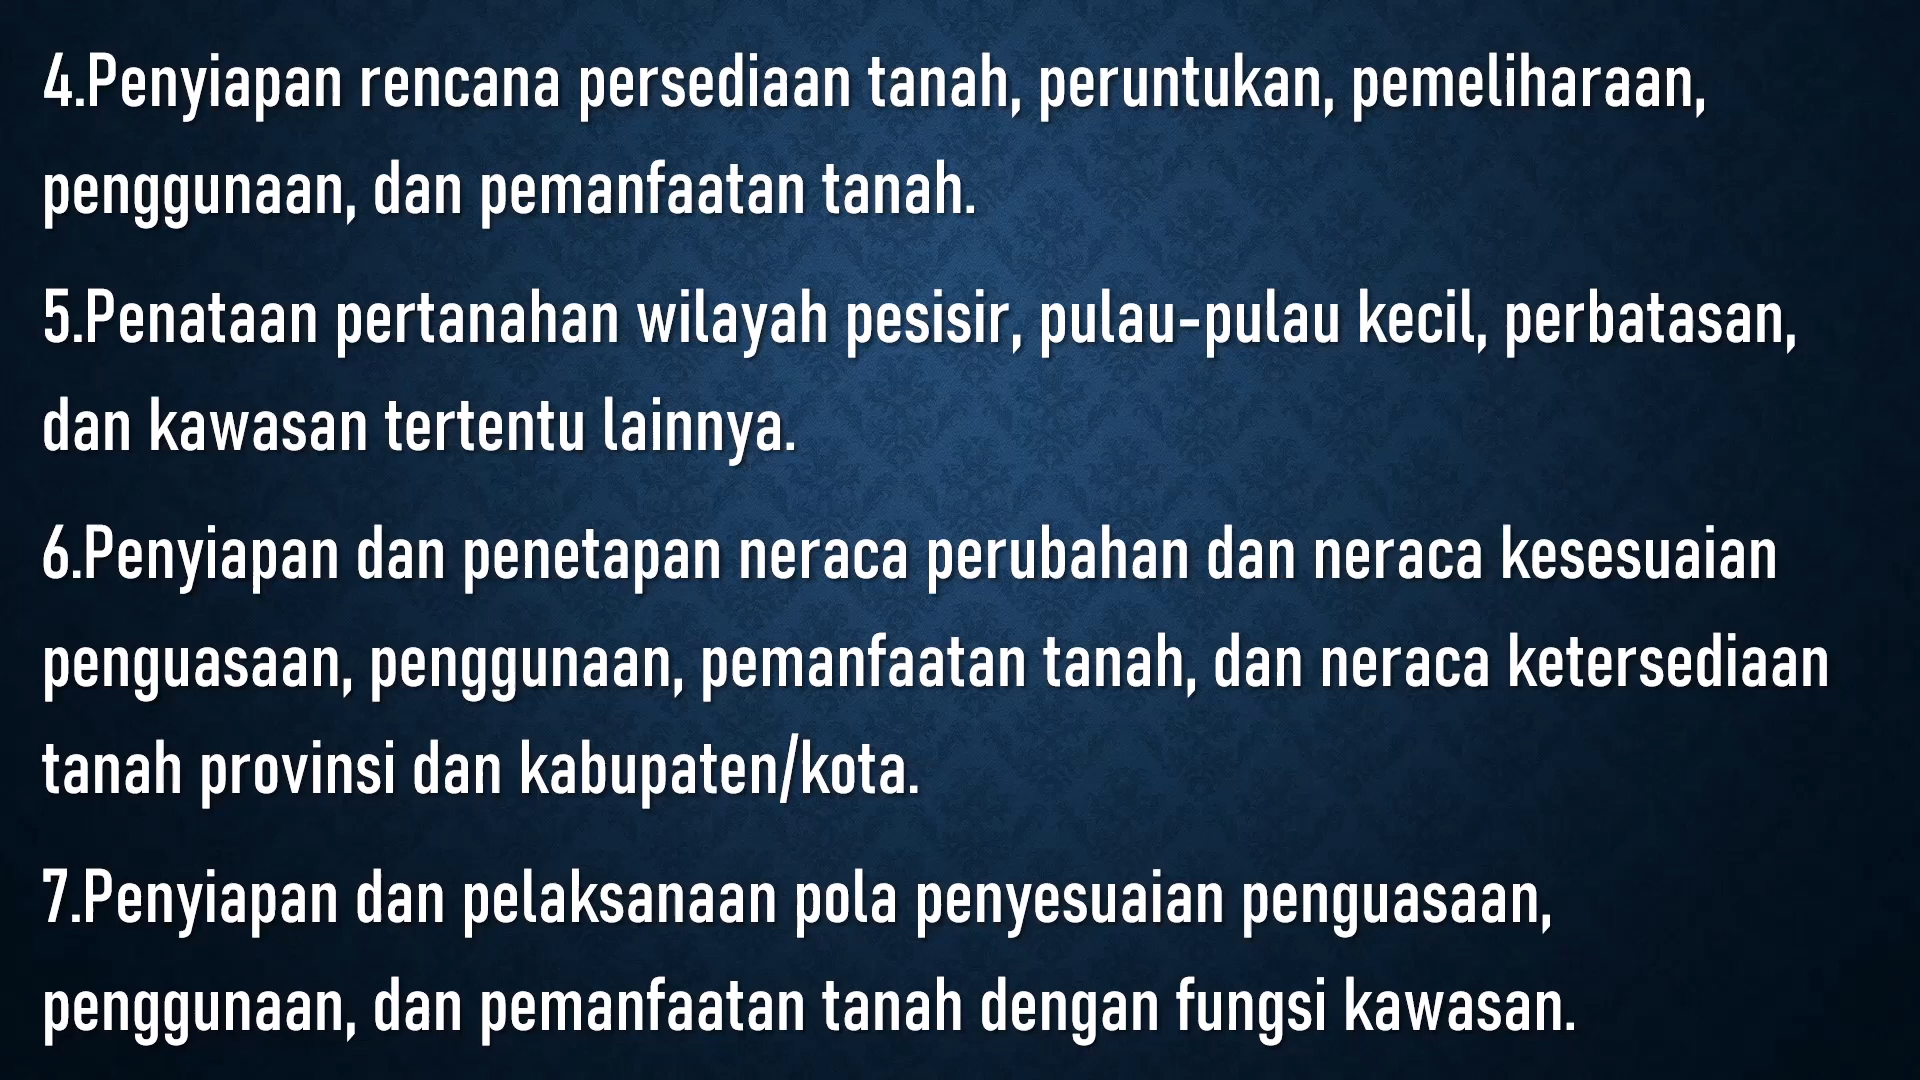 4.Penyiapan rencana persediaan tanah, peruntukan, pemeliharaan,
penggunaan, dan pemanfaatan tanah.
5.Penataan pertanahan wilayah pesisir, pulau-pulau kecil, perbatasan,
dan kawasan tertentu lainnya.
6.Penyiapan dan penetapan neraca perubahan dan neraca kesesuaian
penguasaan, penggunaan, pemanfaatan tanah, dan neraca ketersediaan
tanah provinsi dan kabupaten/kota.
7.Penyiapan dan pelaksanaan pola penyesuaian penguasaan,
penggunaan, dan pemanfaatan tanah dengan fungsi kawasan.